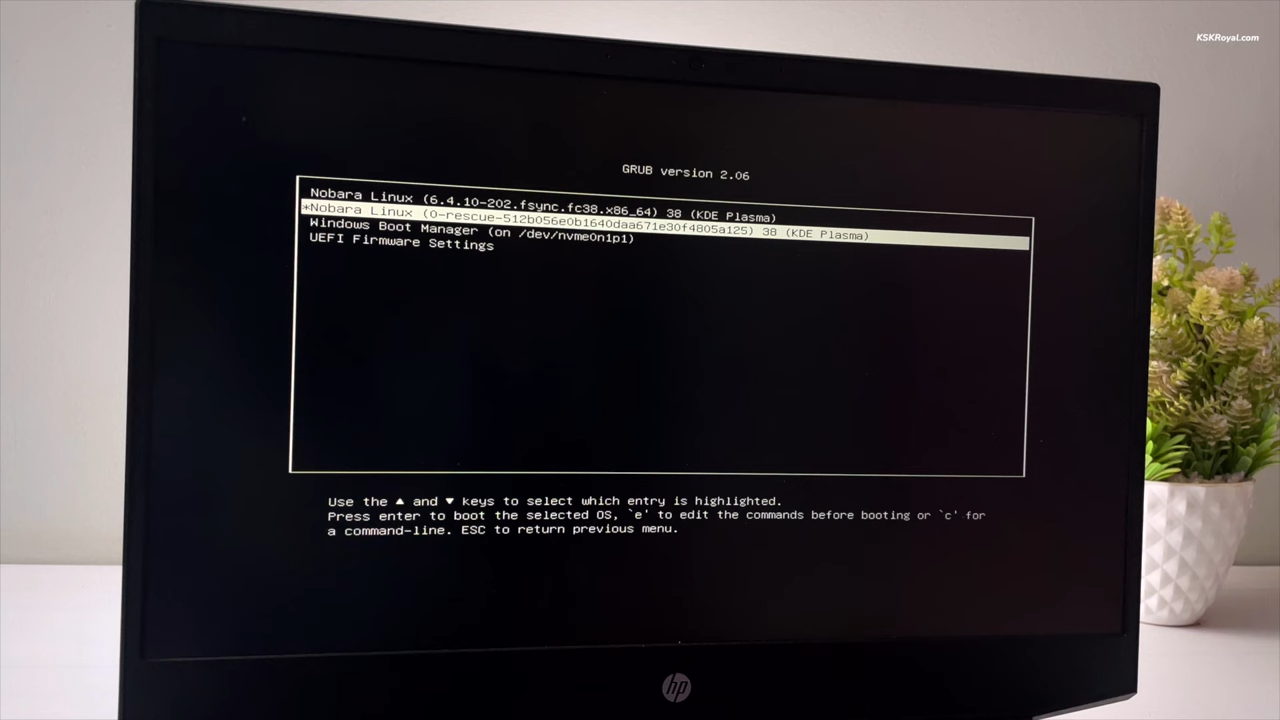 KSKRoyal.com
GRUB version 2.06
Nobara Linux (6.4.10-202.fsync.fc38.x86_64) 38 (KDE Plasma)
*Nobara Linux (0-rescue-512b056e0b1640daa671e30f4805a125) 38 (KDE Plasma)
Windows Boot Manager (on /dev/nvme0n1p1)
UEFI Firmware Settings
Use the ▲ and ▼ keys to select which entry is highlighted.
Press enter to boot the selected OS, `e' to edit the commands before booting or `c' for
a command-line. ESC to return previous menu.
hp